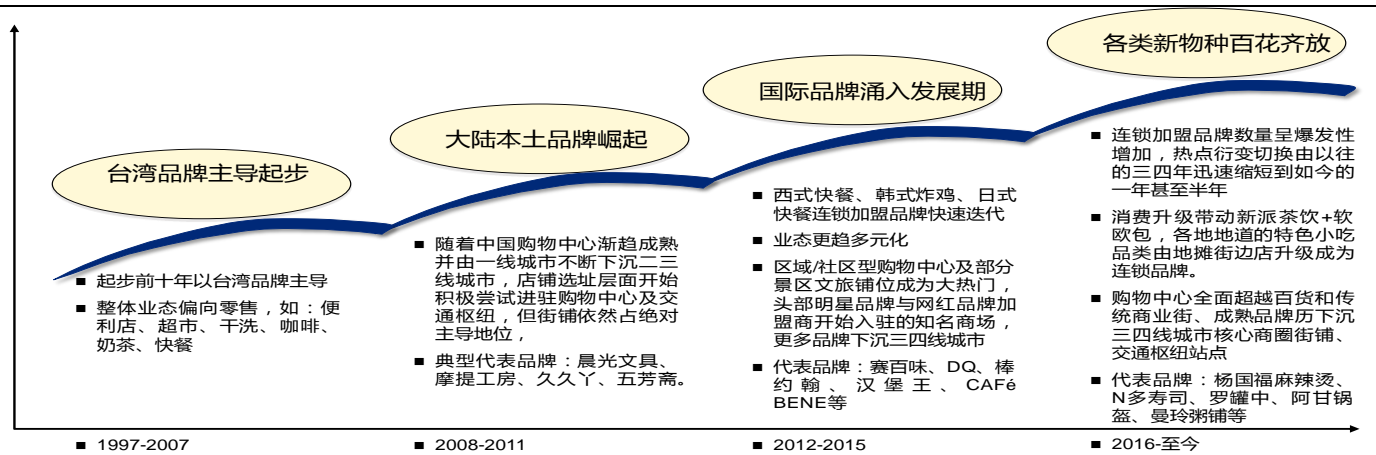 台湾品牌主导起步
■ 起步前十年以台湾品牌主导
■ 整体业态偏向零售，如：便
利店、超市、干洗、咖啡、
奶茶、快餐
■ 1997-2007
大陆本土品牌崛起
■ 随着中国购物中心渐趋成熟
并由一线城市不断下沉二三
线城市，店铺选址层面开始
积极尝试进驻购物中心及交
通枢纽，但街铺依然占绝对
主导地位，
■ 典型代表品牌：晨光文具、
摩提工房、久久丫、五芳斋。
■ 2008-2011
国际品牌涌入发展期
■ 西式快餐、韩式炸鸡、日式
快餐连锁加盟品牌快速迭代
■ 业态更趋多元化
■ 区域/社区型购物中心及部分
景区文旅铺位成为大热门，
头部明星品牌与网红品牌加
盟商开始入驻的知名商场，
更多品牌下沉三四线城市
■ 代表品牌：赛百味、DQ、棒
约翰、汉堡王、CAFé
BENE等
■ 2012-2015
各类新物种百花齐放
■ 连锁加盟品牌数量呈爆发性
增加，热点衍变切换由以往
的三四年迅速缩短到如今的
一年甚至半年
■ 消费升级带动新派茶饮+软
欧包，各地地道的特色小吃
品类由地摊街边店升级成为
连锁品牌。
■ 购物中心全面超越百货和传
统商业街、成熟品牌历下沉
三四线城市核心商圈街铺、
交通枢纽站点
■ 代表品牌：杨国福麻辣烫、
N多寿司、罗罐中、阿甘锅
盔、曼玲粥铺等
■ 2016-至今